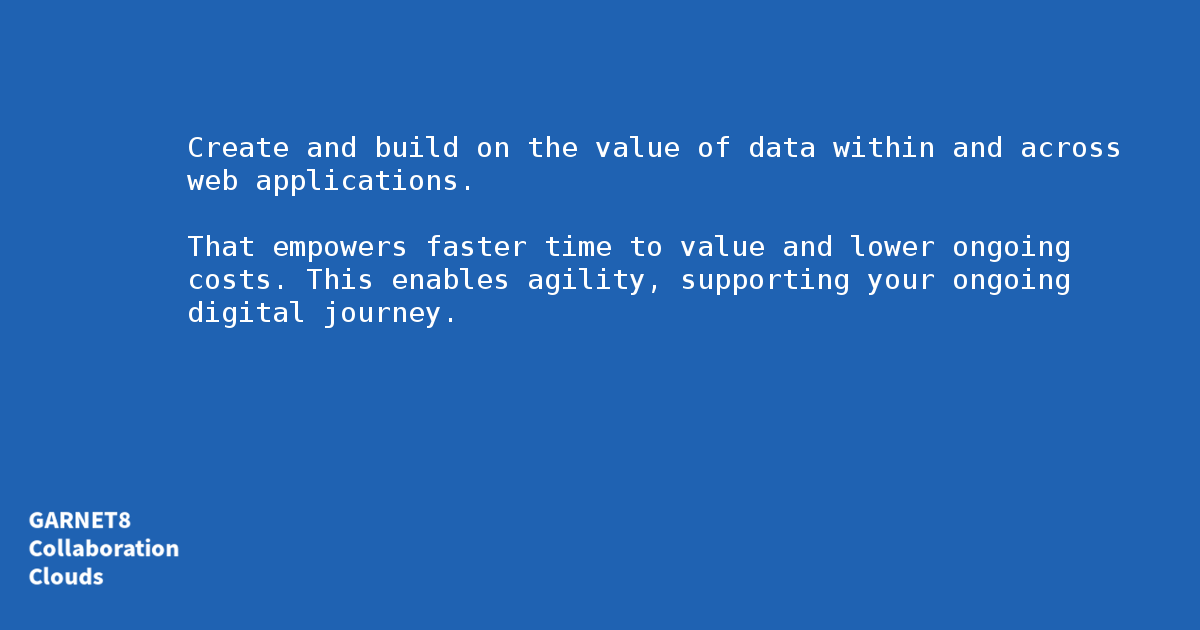 Create and build on the value of data within and across
web applications.
That empowers faster time to value and lower ongoing
costs. This enables agility, supporting your ongoing
digital journey.
GARNET8
Collaboration
Clouds